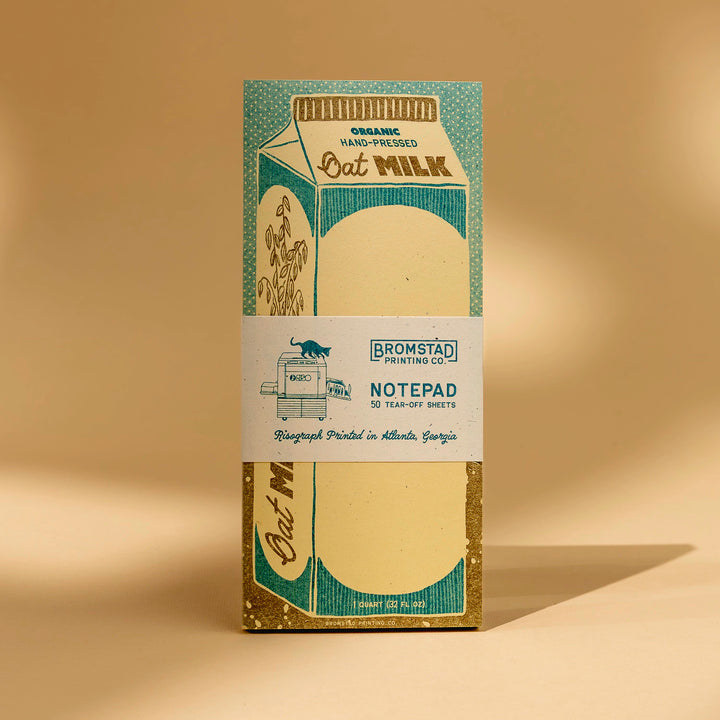 ORGANIC
HAND-PRESSED
Oat MILK
BROMSTAD
PRINTING CO.
NOTEPAD
50 TEAR-OFF SHEETS
Risograph Printed in Atlanta, Georgia
Oat MI
1 QUART (32 FL OZ)
BROMSTAD PRINTING CO.